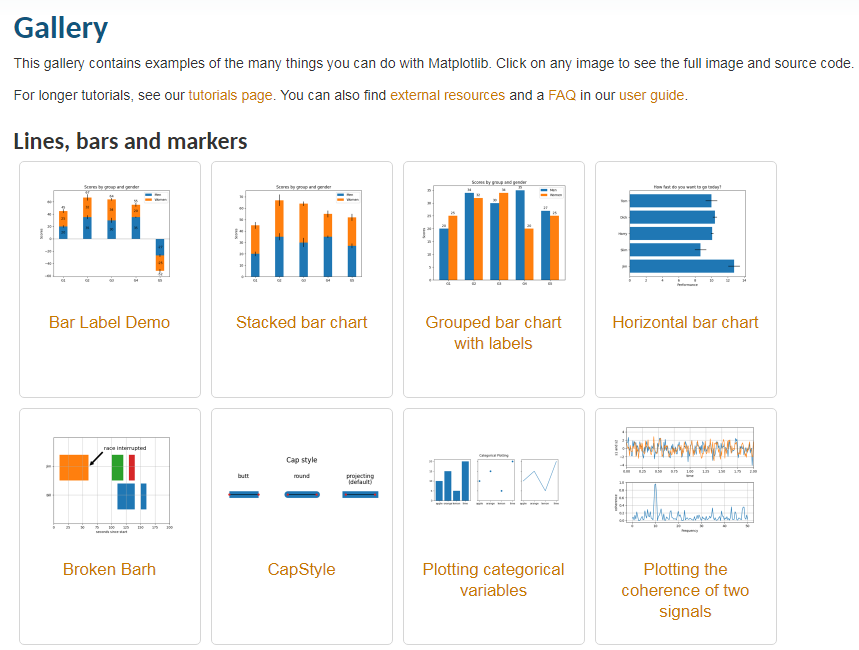 Gallery
This gallery contains examples of the many things you can do with Matplotlib. Click on any image to see the full image and source code.
For longer tutorials, see our tutorials page. You can also find external resources and a FAQ in our user guide.
Lines, bars and markers
Scores by group and gender
Bar Label Demo
Scores by group and gender
Stacked bar chart
Scores by group and gender
Grouped bar chart
with labels
How fast do you want to go today?
Performance
Horizontal bar chart
race interrupted
seconds since start
Broken Barh
Cap style
butt
round
projecting
(default)
CapStyle
Categorical Plotting
Plotting categorical
variables
Plotting the
coherence of two
signals